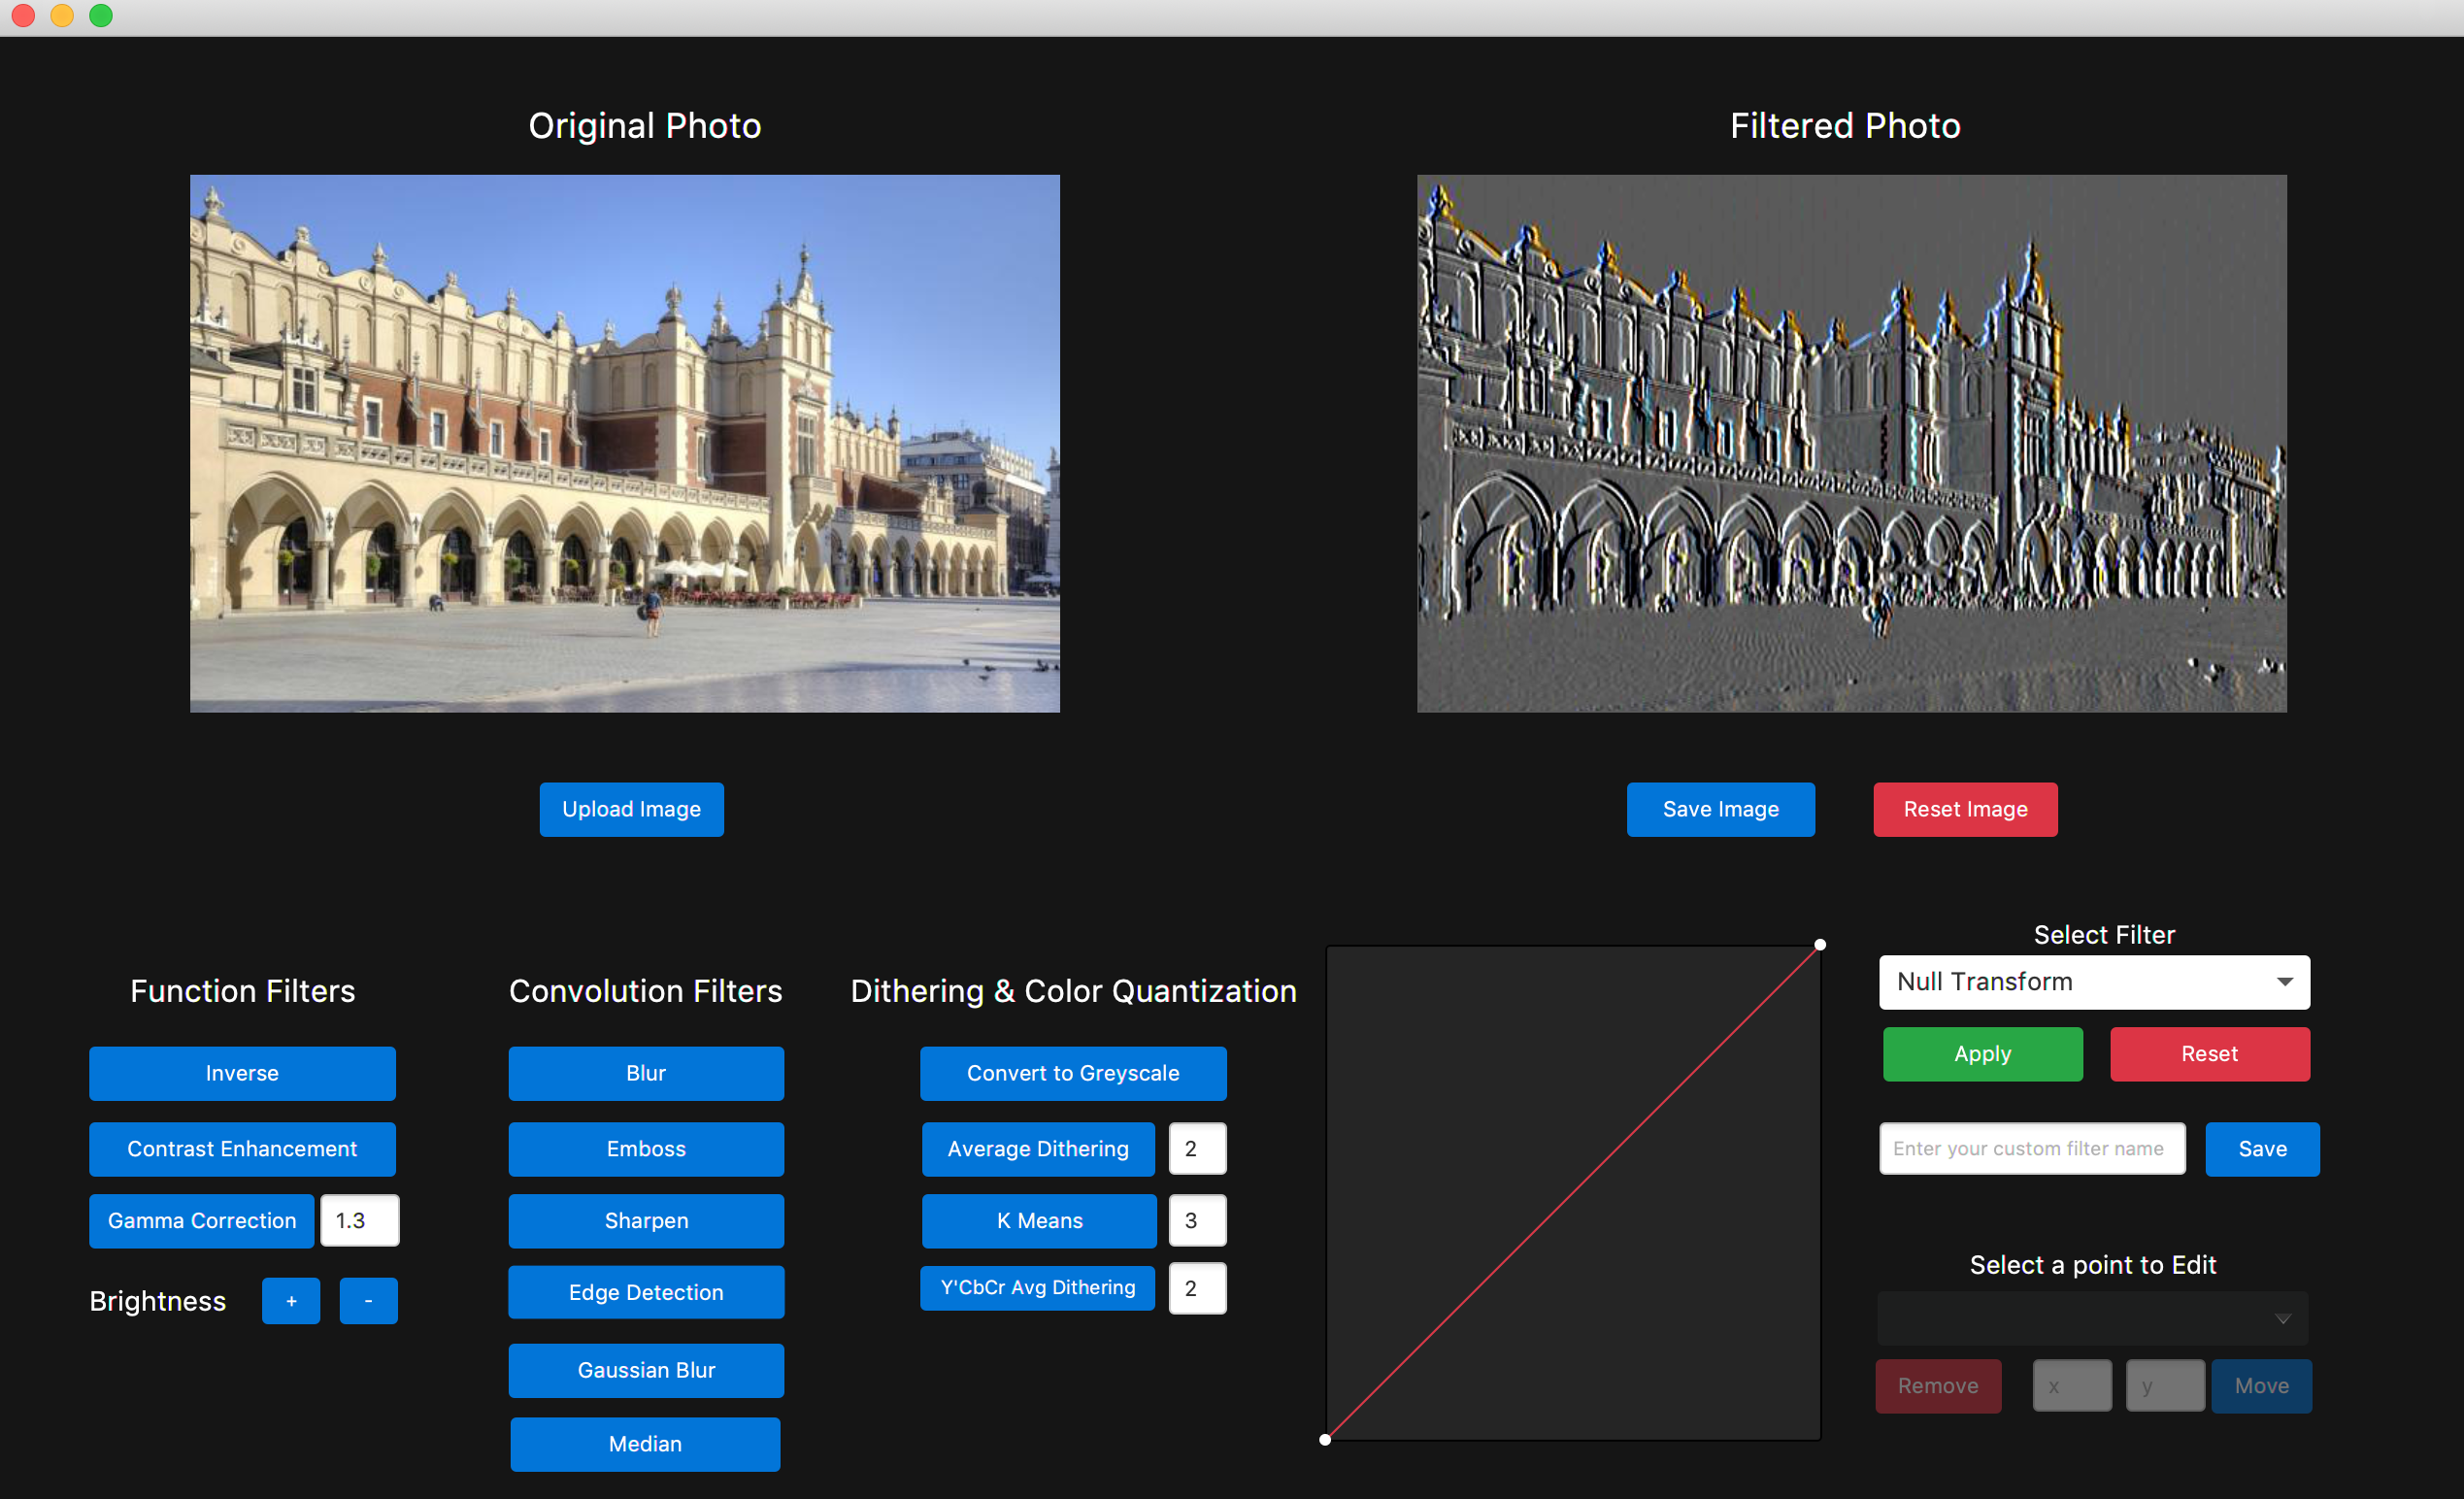 Original Photo
Filtered Photo
Upload Image
Save Image
Reset Image
Function Filters
Inverse
Contrast Enhancement
Gamma Correction 1.3
Brightness + -
Convolution Filters
Blur
Emboss
Sharpen
Edge Detection
Gaussian Blur
Median
Dithering & Color Quantization
Convert to Greyscale
Average Dithering 2
K Means 3
Y'CbCr Avg Dithering 2
Select Filter
Null Transform
Apply Reset
Enter your custom filter name Save
Select a point to Edit
Remove x y Move